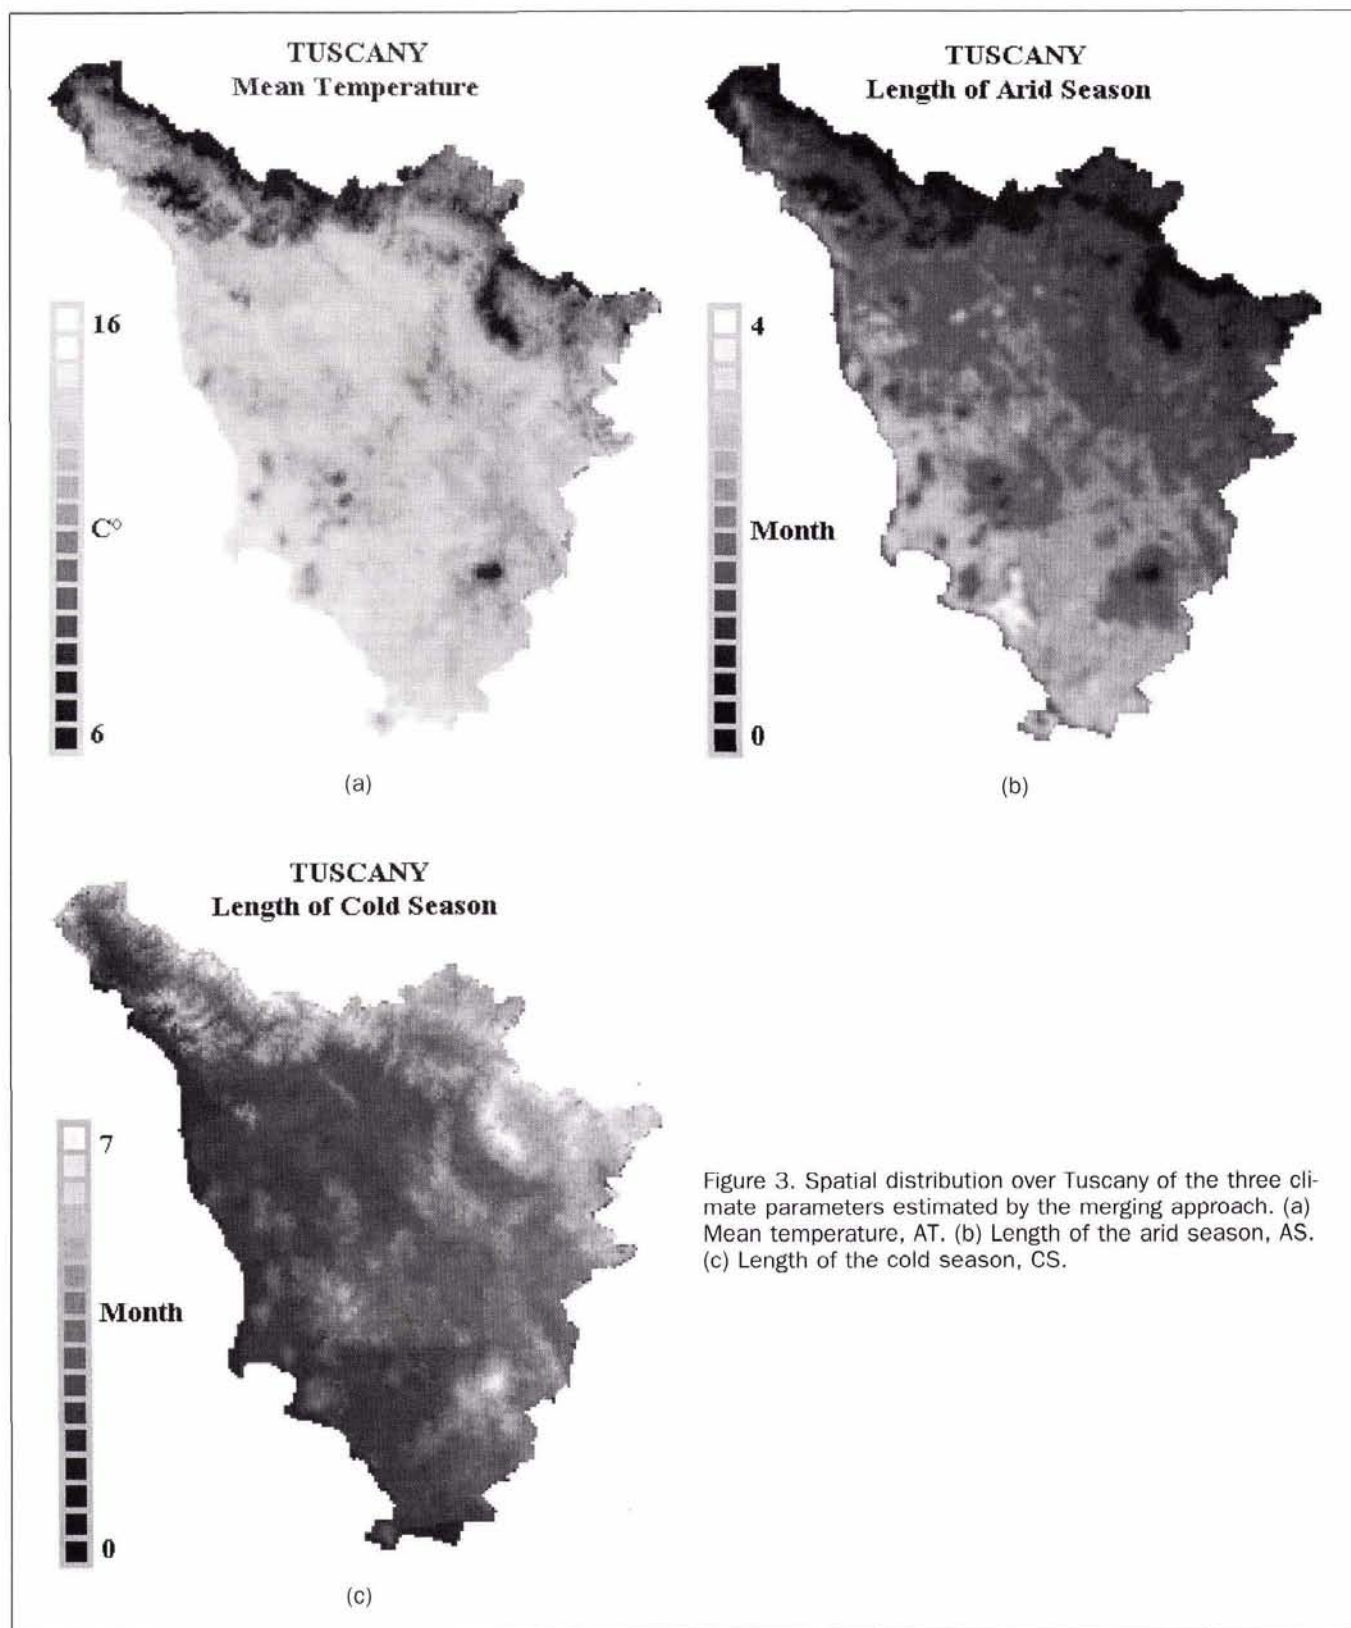 TUSCANY
Mean Temperature
16
C°
6
(a)
TUSCANY
Length of Arid Season
4
Month
0
(b)
TUSCANY
Length of Cold Season
7
Month
0
(c)
Figure 3. Spatial distribution over Tuscany of the three cli-
mate parameters estimated by the merging approach. (a)
Mean temperature, AT. (b) Length of the arid season, AS.
(c) Length of the cold season, CS.